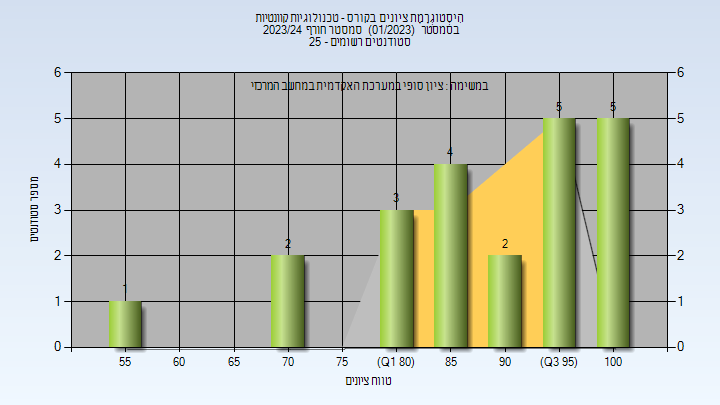 היסטוגרמת ציונים בקורס - טכנולוגיות קוונטיות
בסמסטר (01/2023) סמסטר חורף 2023/24
סטודנטים רשומים - 25
במשימה : ציון סופי במערכת האקדמית במחשב המרכזי
6 6
5 5 5 5
4 4 4
3 3 3
2 2 2 2
1 1 1
0 0
55 60 65 70 75 (Q1 80) 85 90 (Q3 95) 100
מספר סטודנטים
טווח ציונים